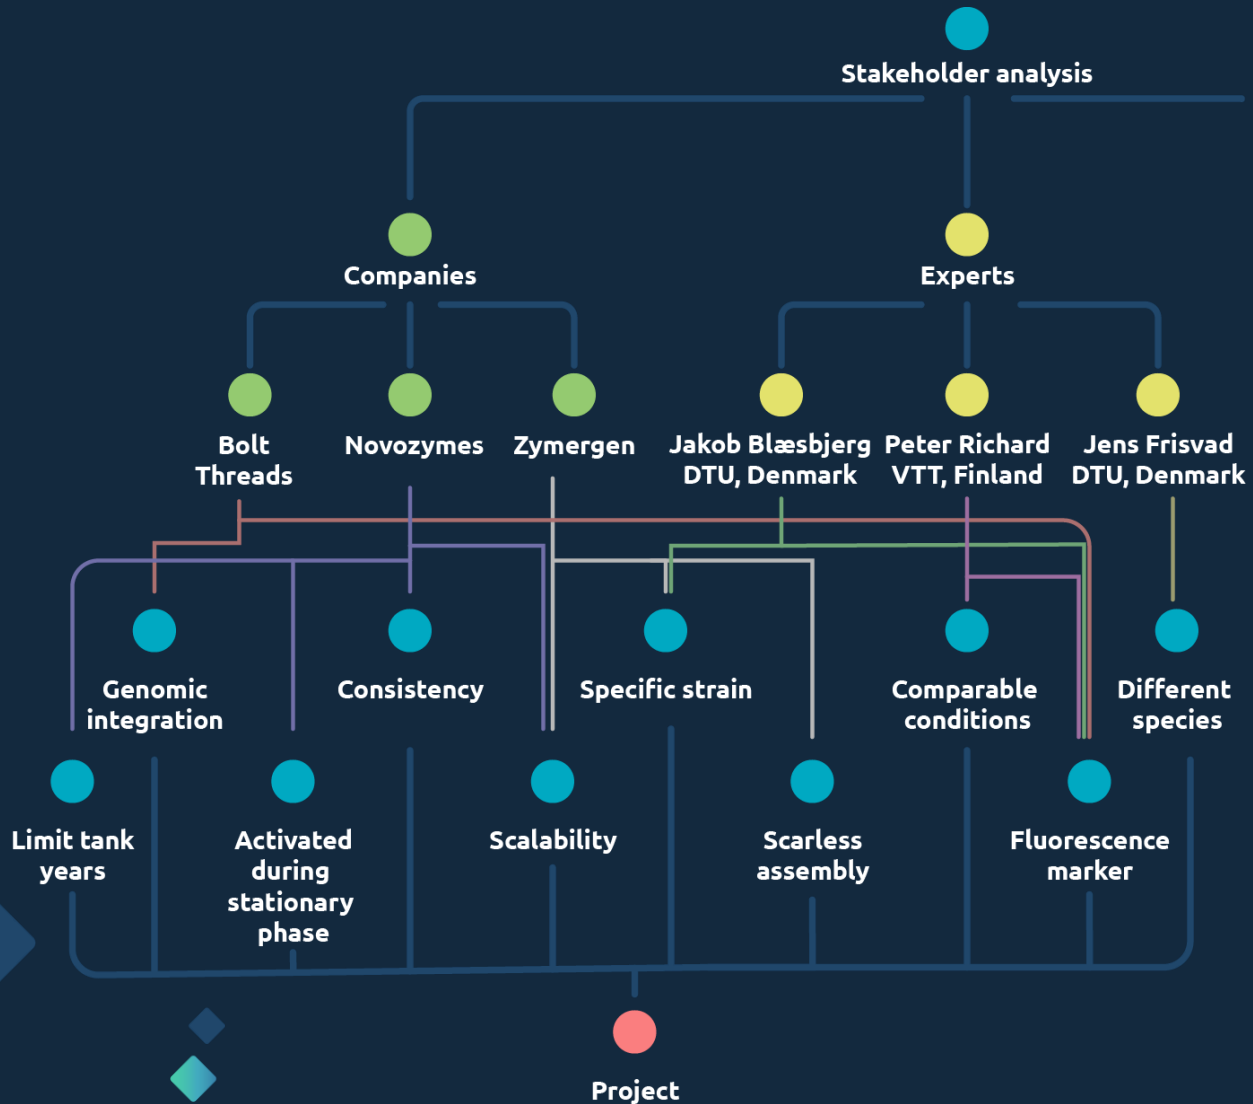 Stakeholder analysis
Companies
Experts
Bolt
Threads
Novozymes
Zymergen
Jakob Blæsbjerg
DTU, Denmark
Peter Richard
VTT, Finland
Jens Frisvad
DTU, Denmark
Genomic
integration
Consistency
Specific strain
Comparable
conditions
Different
species
Limit tank
years
Activated
during
stationary
phase
Scalability
Scarless
assembly
Fluorescence
marker
Project